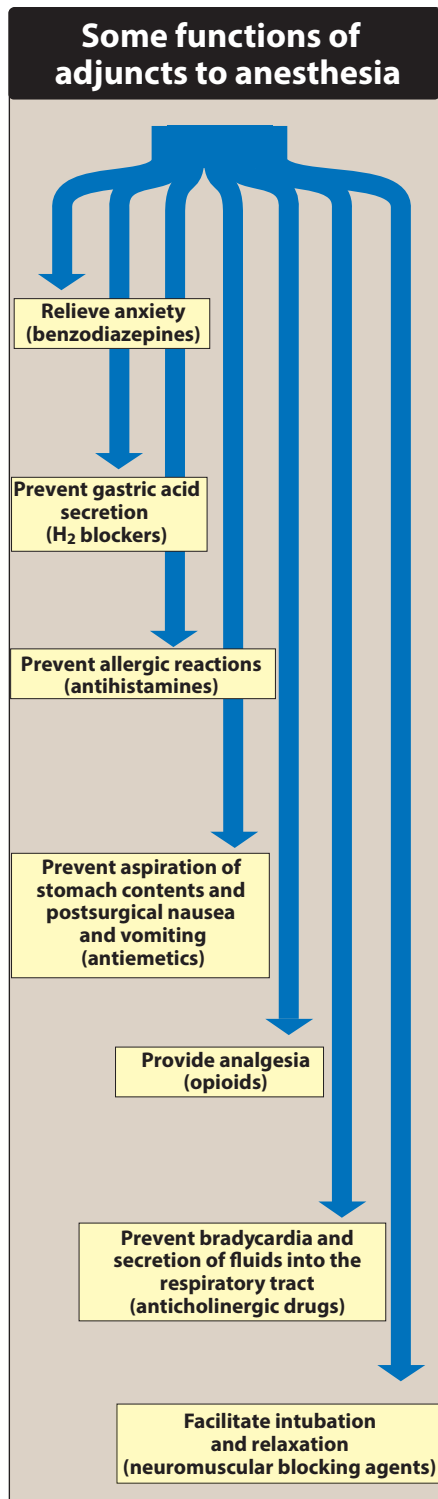 Some functions of
adjuncts to anesthesia
Relieve anxiety
(benzodiazepines)
Prevent gastric acid
secretion
(H₂ blockers)
Prevent allergic reactions
(antihistamines)
Prevent aspiration of
stomach contents and
postsurgical nausea
and vomiting
(antiemetics)
Provide analgesia
(opioids)
Prevent bradycardia and
secretion of fluids into the
respiratory tract
(anticholinergic drugs)
Facilitate intubation
and relaxation
(neuromuscular blocking agents)